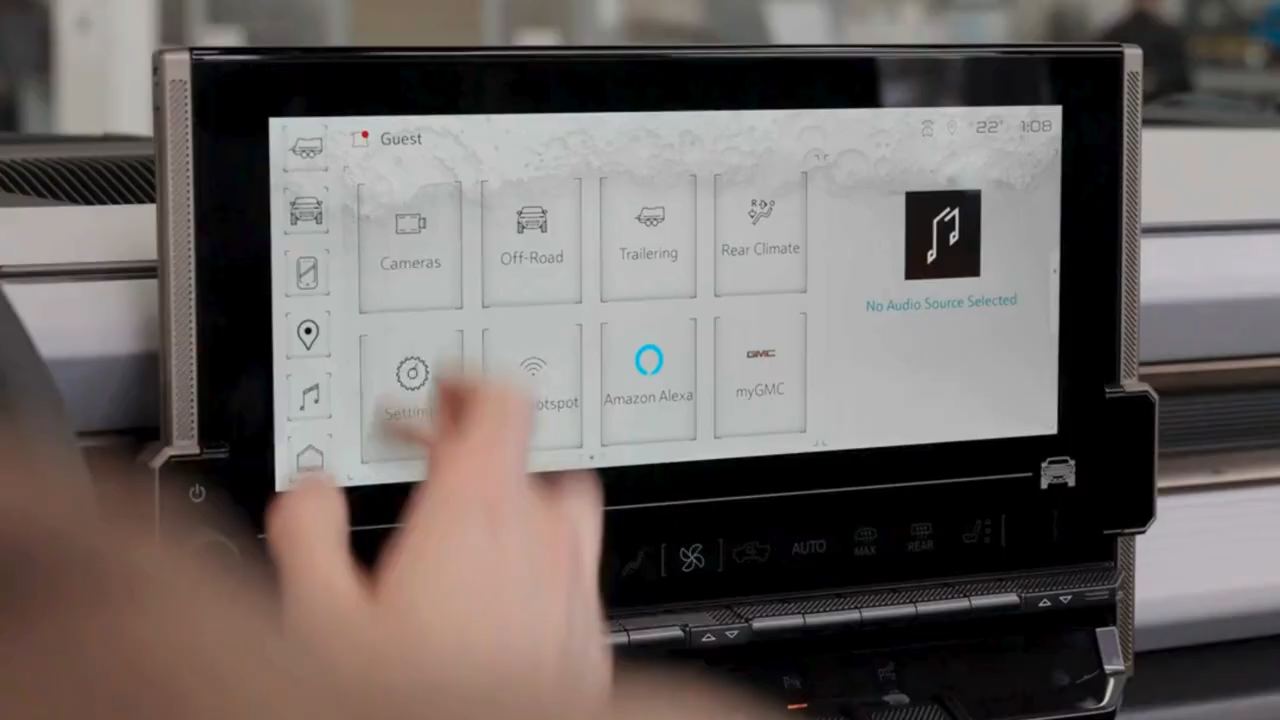 Guest
22° 1:08
Cameras
Off-Road
Trailering
R
Rear Climate
No Audio Source Selected
Amazon Alexa
GMC
myGMC
AUTO
MAX
REAR